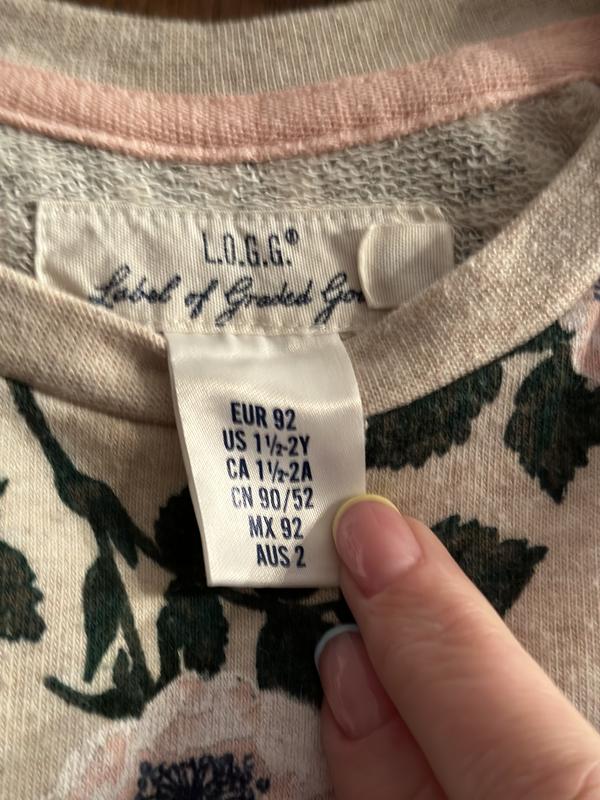 L.O.G.G.®
Label of Graded
EUR 92
US 1½-2Y
CA 1½-2A
CN 90/52
MX 92
AUS 2